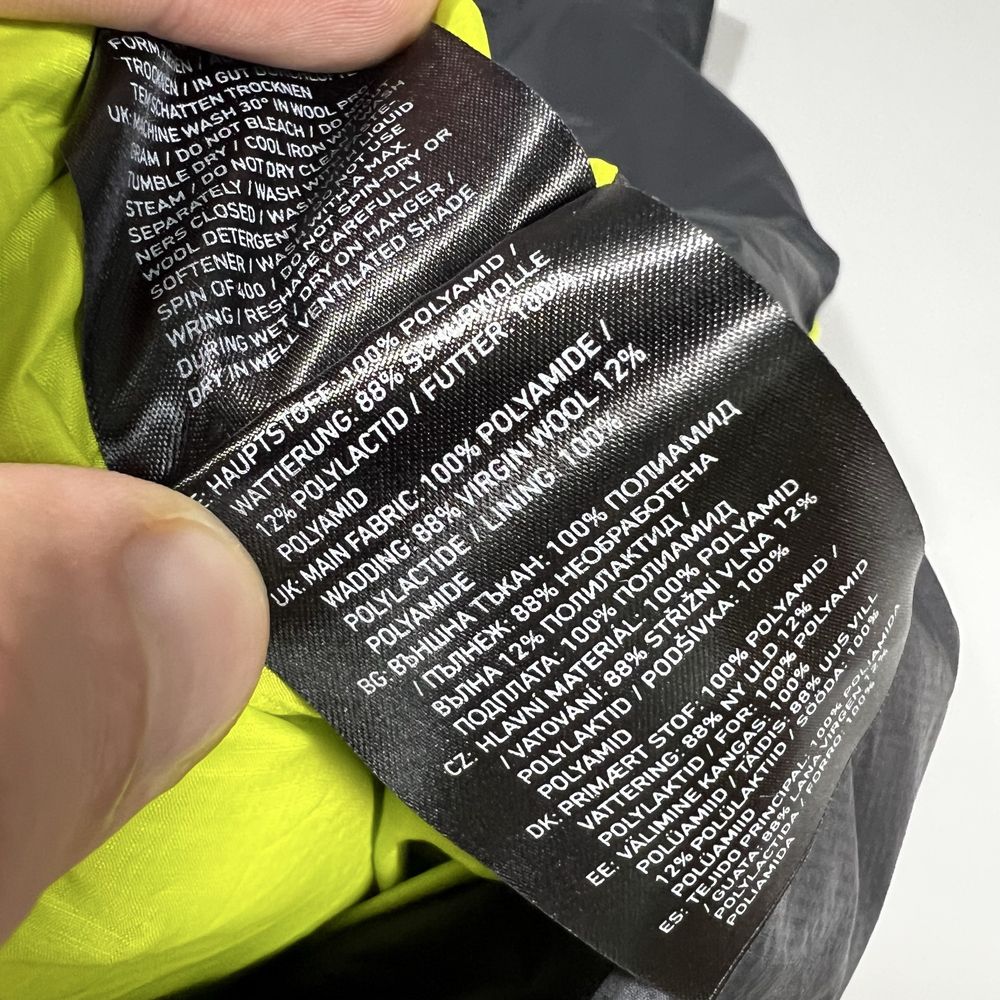 TROCKNEN / IN GUT
IM SCHATTEN TROCKNEN
UK: MACHINE WASH 30° IN WOOL
/ DO NOT BLEACH / DO NOT
TUMBLE DRY / COOL IRON
STEAM / DO NOT DRY CLEAN
SEPARATELY / WASH
NERS CLOSED / WASH LIQUID
WOOL DETERGENT NOT USE
SOFTENER / WASH WITH A MAX
SPIN OF 400 / DO NOT SPIN-DRY OR
WRING / RESHAPE CAREFULLY
DURING WET / DRY ON HANGER /
DRY IN WELL VENTILATED SHADE
HAUPTSTOFF: 100% POLYAMID /
WATTIERUNG: 88% SCHURWOLLE
12% POLYLACTID / FUTTER 100%
POLYAMID
UK: MAIN FABRIC: 100% POLYAMIDE /
WADDING: 88% VIRGIN WOOL 12%
POLYLACTIDE / LINING: 100%
POLYAMIDE
BG: ВЪНШНА ТЪКАН: 100% ПОЛИАМИД
/ ПЪЛНЕЖ: 88% НЕОБРАБОТЕНА
ВЪЛНА 12% ПОЛИЛАКТИД /
ПОДПЛАТА: 100% ПОЛИАМИД
CZ: HLAVNÍ MATERIÁL: 100% POLYAMID
/ VATOVÁNÍ: 88% STŘIŽNÍ VLNA 12%
POLYLAKTID / PODŠÍVKA: 100%
POLYAMID
DK: PRIMÆRT STOF: 100% POLYAMID /
VATTERING: 88% NY ULD 12%
POLYLAKTID / FOR: 100% POLYAMID
EE: VÄLIMINE KANGAS: 100%
POLÜAMIID / TÄIDIS: 88% UUS VILL
12% POLÜLAKTIID / SOODA: 100%
POLÜAMIID
ES: TEJIDO PRINCIPAL: 100% POLIAMIDA
/ GUATA: 88% LANA VIRGEN 12%
POLYLACTIDA / FORRO: 100%
POLIAMIDA